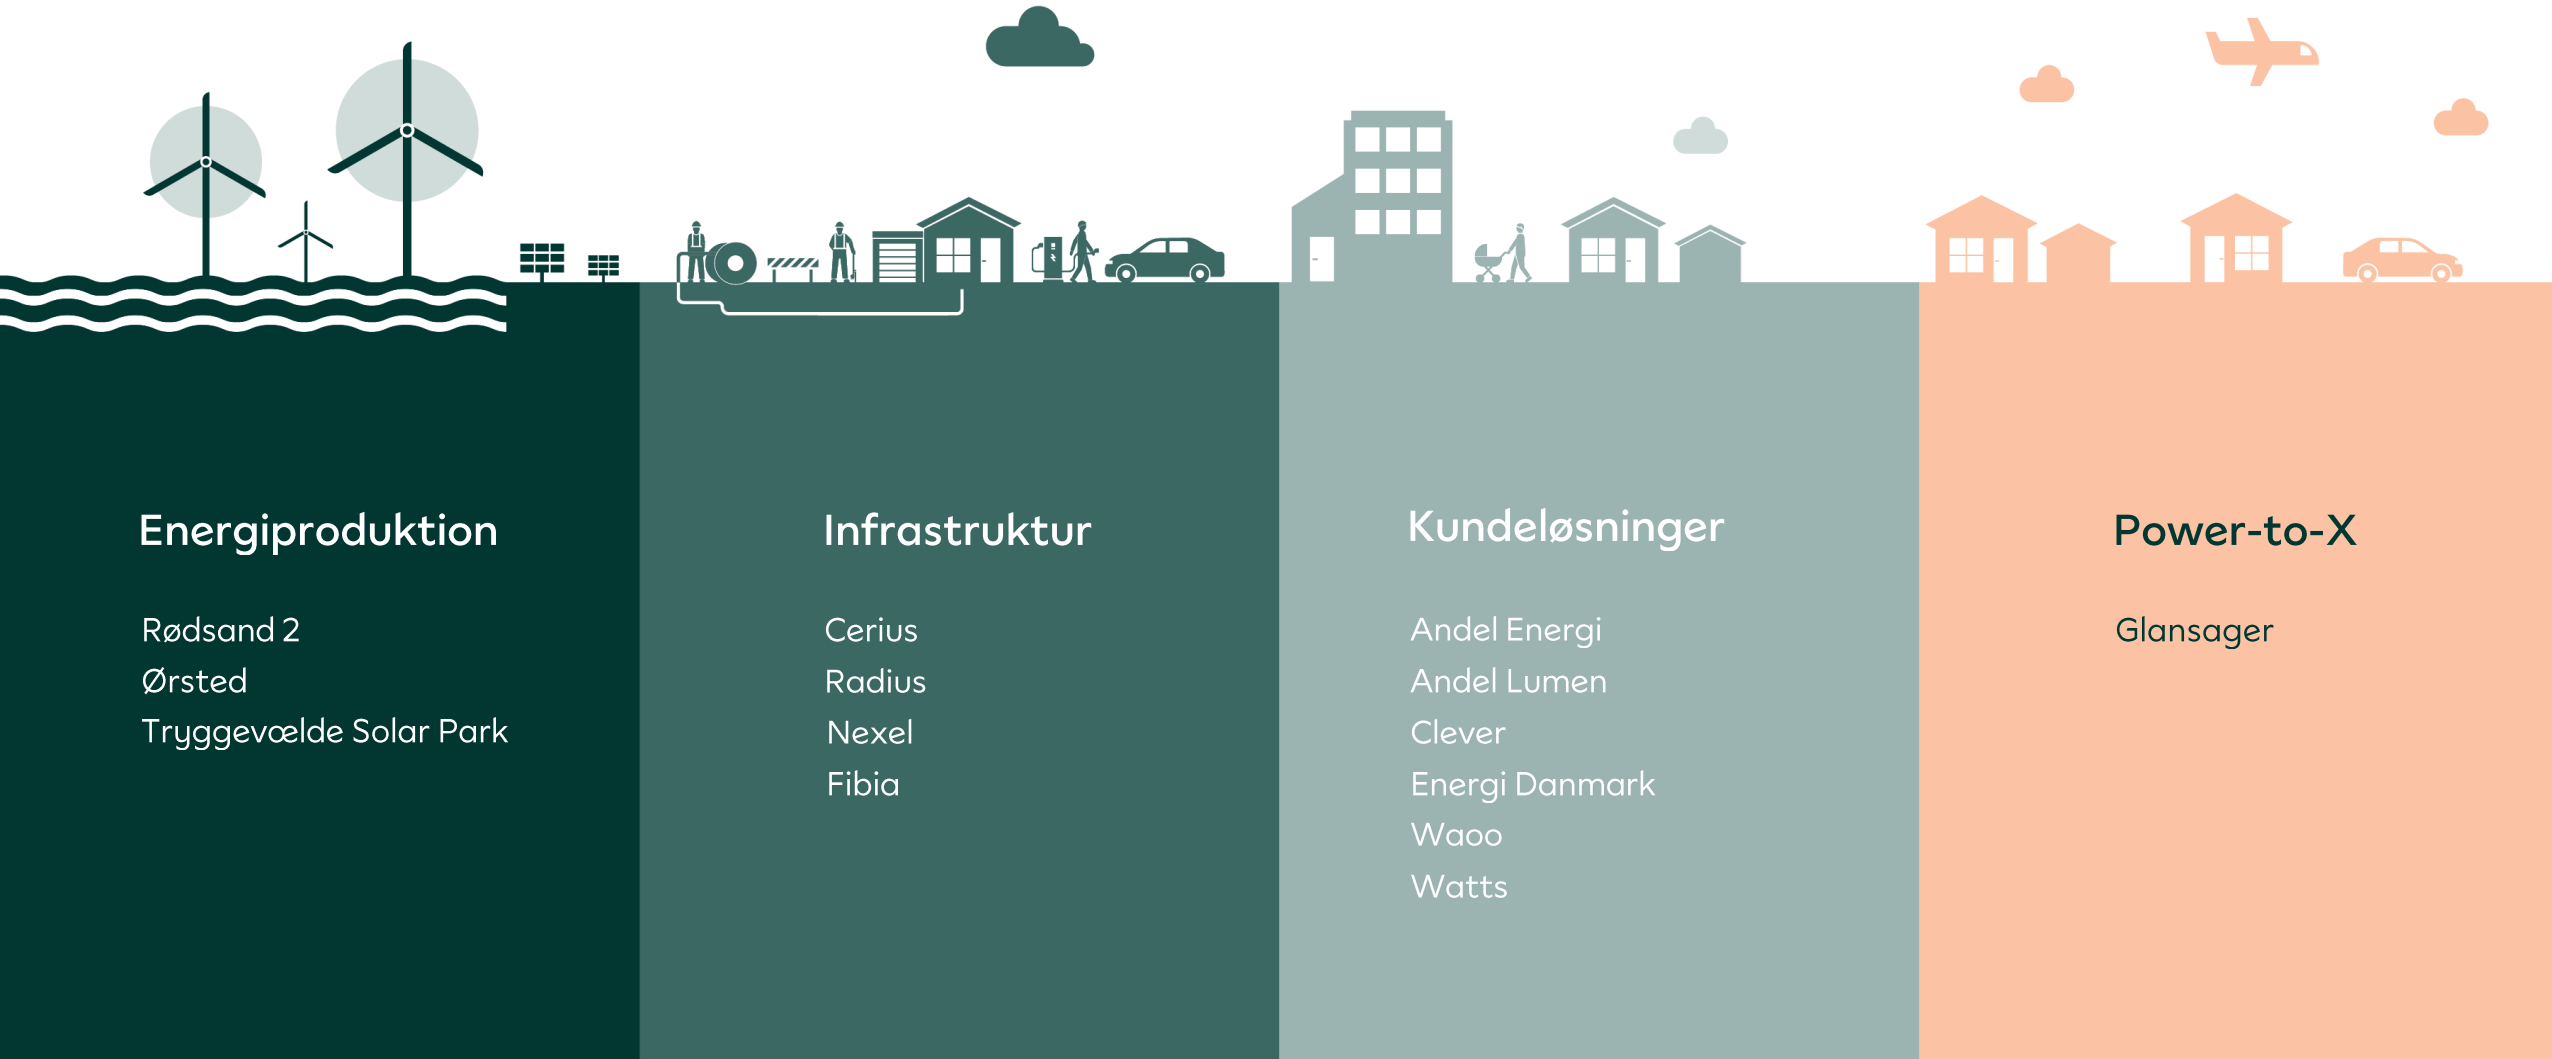 Energiproduktion
Rødsand 2
Ørsted
Tryggevælde Solar Park
Infrastruktur
Cerius
Radius
Nexel
Fibia
Kundeløsninger
Andel Energi
Andel Lumen
Clever
Energi Danmark
Waoo
Watts
Power-to-X
Glansager